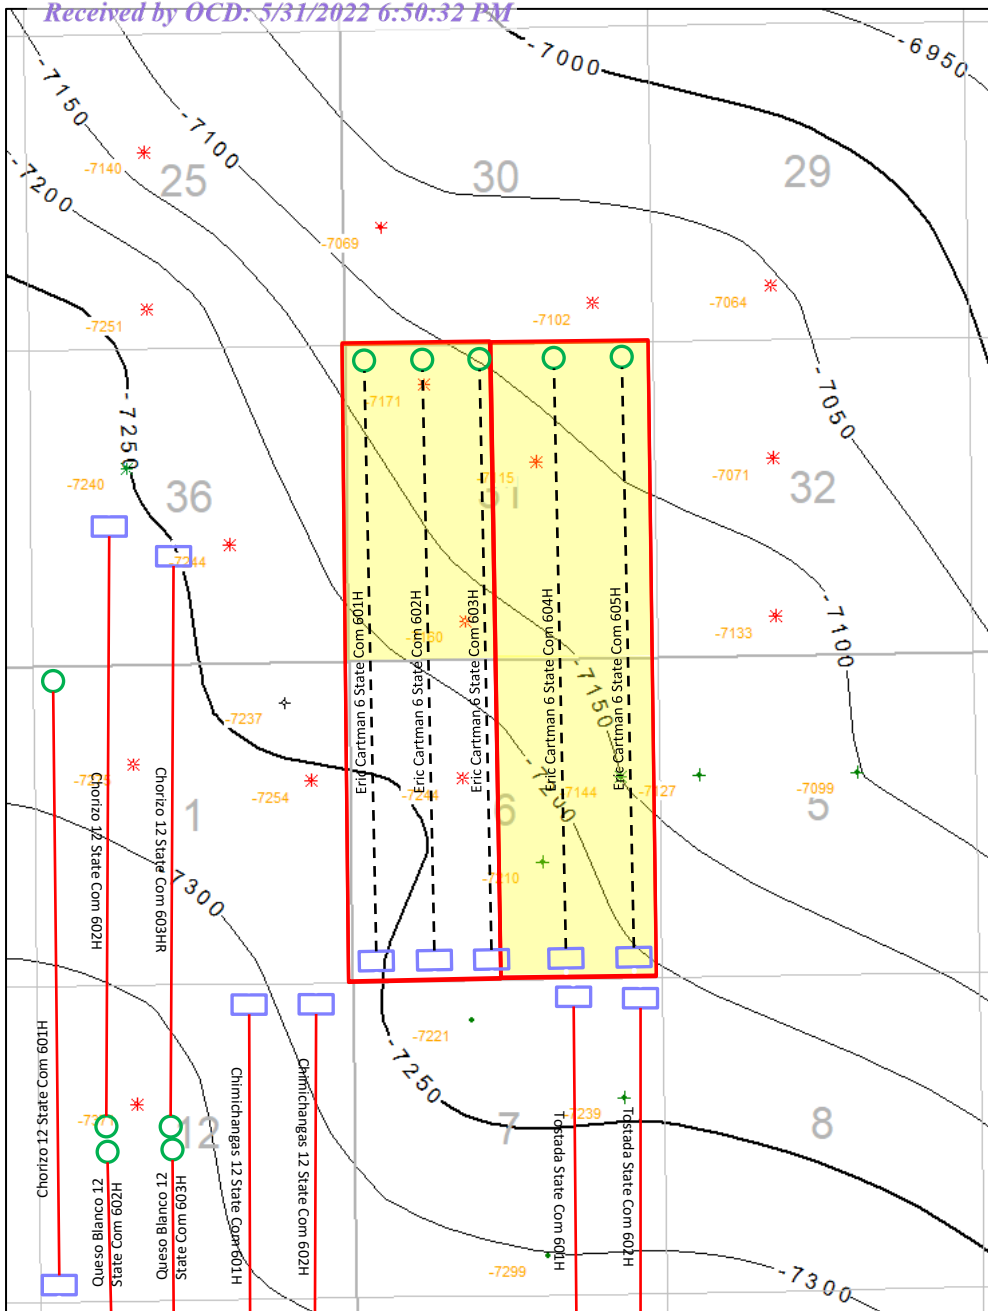 Received by OCD: 5/31/2022 6:50:32 PM
-7000
-6950
-7150
-7100
-7200
-7140
25
30
29
-7069
-7064
-7102
-7251
-7250
-7171
-7050
-7115
31
-7071
32
-7240
36
-7244
-7160
-7133
-7100
Eric Cartman 6 State Com 601H
Eric Cartman 6 State Com 602H
Eric Cartman 6 State Com 603H
Eric Cartman 6 State Com 604H
Eric Cartman 6 State Com 605H
-7150
-7237
-7200
-7254
-7244
-7144
-7127
-7099
1
6
5
Chorizo 12 State Com 602H
Chorizo 12 State Com 603HR
-7300
-7210
-7221
-7250
Chorizo 12 State Com 601H
Chimichangas 12 State Com 601H
Chimichangas 12 State Com 602H
12
7
-7239
8
Tostada State Com 601H
Tostada State Com 602H
Queso Blanco 12
State Com 602H
Queso Blanco 12
State Com 603H
-7299
-7300